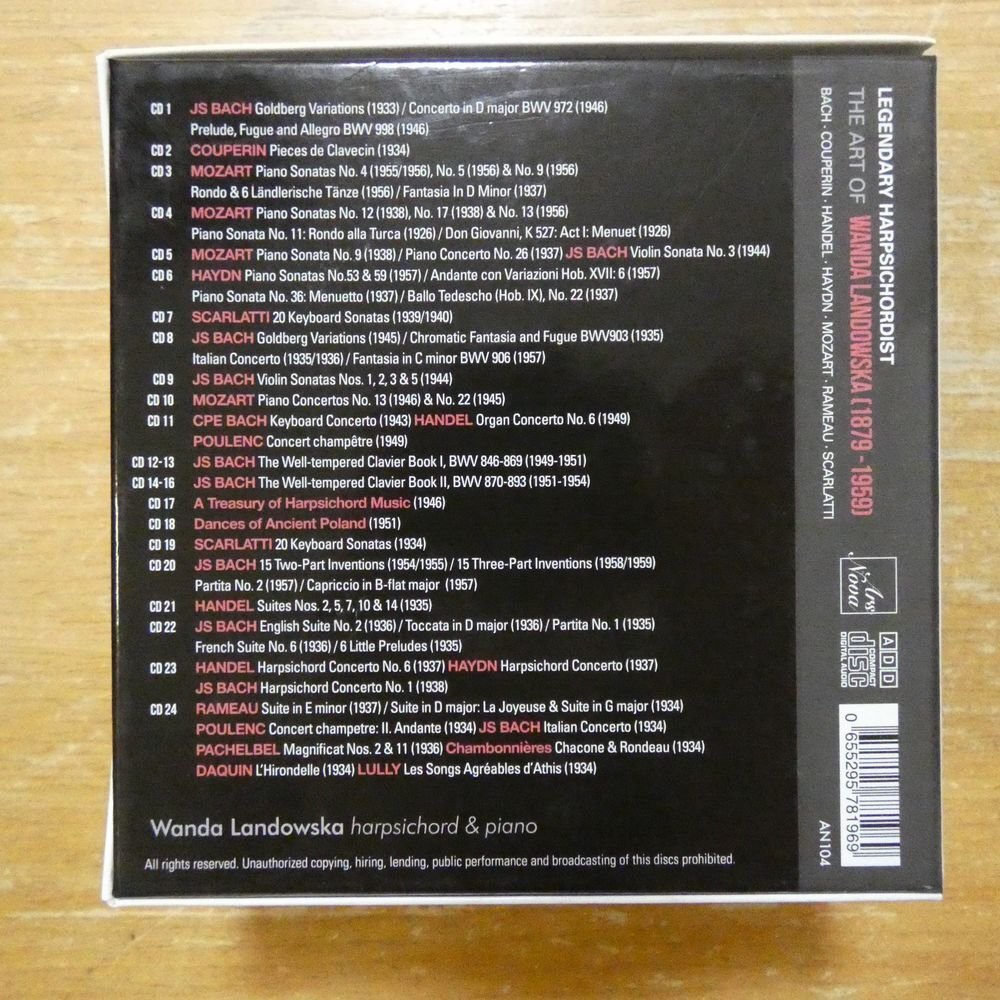 CD 1 JS BACH Goldberg Variations (1933) / Concerto in D major BWV 972 (1946)
Prelude, Fugue and Allegro BWV 998 (1946)
CD 2 COUPERIN Pieces de Clavecin (1934)
CD 3 MOZART Piano Sonatas No. 4 (1955/1956), No. 5 (1956) & No. 9 (1956)
Rondo & 6 Ländlerische Tänze (1956) / Fantasia In D Minor (1937)
CD 4 MOZART Piano Sonatas No. 12 (1938), No. 17 (1938) & No. 13 (1956)
Piano Sonata No. 11: Rondo alla Turca (1926) / Don Giovanni, K 527: Act I: Menuet (1926)
CD 5 MOZART Piano Sonata No. 9 (1938) / Piano Concerto No. 26 (1937) JS BACH Violin Sonata No. 3 (1944)
CD 6 HAYDN Piano Sonatas No.53 & 59 (1957) / Andante con Variazioni Hob. XVII: 6 (1957)
Piano Sonata No. 36: Menuetto (1937) / Ballo Tedescho (Hob. IX), No. 22 (1937)
CD 7 SCARLATTI 20 Keyboard Sonatas (1939/1940)
CD 8 JS BACH Goldberg Variations (1945) / Chromatic Fantasia and Fugue BWV903 (1935)
Italian Concerto (1935/1936) / Fantasia in C minor BWV 906 (1957)
CD 9 JS BACH Violin Sonatas Nos. 1, 2, 3 & 5 (1944)
CD 10 MOZART Piano Concertos No. 13 (1946) & No. 22 (1945)
CD 11 CPE BACH Keyboard Concerto (1943) HANDEL Organ Concerto No. 6 (1949)
POULENC Concert champêtre (1949)
CD 12-13 JS BACH The Well-tempered Clavier Book I, BWV 846-869 (1949-1951)
CD 14-16 JS BACH The Well-tempered Clavier Book II, BWV 870-893 (1951-1954)
CD 17 A Treasury of Harpsichord Music (1946)
CD 18 Dances of Ancient Poland (1951)
CD 19 SCARLATTI 20 Keyboard Sonatas (1934)
CD 20 JS BACH 15 Two-Part Inventions (1954/1955) / 15 Three-Part Inventions (1958/1959)
Partita No. 2 (1957) / Capriccio in B-flat major (1957)
CD 21 HANDEL Suites Nos. 2, 5, 7, 10 & 14 (1935)
CD 22 JS BACH English Suite No. 2 (1936) / Toccata in D major (1936) / Partita No. 1 (1935)
French Suite No. 6 (1936) / 6 Little Preludes (1935)
CD 23 HANDEL Harpsichord Concerto No. 6 (1937) HAYDN Harpsichord Concerto (1937)
JS BACH Harpsichord Concerto No. 1 (1938)
CD 24 RAMEAU Suite in E minor (1937) / Suite in D major: La Joyeuse & Suite in G major (1934)
POULENC Concert champetre: II. Andante (1934) JS BACH Italian Concerto (1934)
PACHELBEL Magnificat Nos. 2 & 11 (1936) Chambonnières Chacone & Rondeau (1934)
DAQUIN L'Hirondelle (1934) LULLY Les Songs Agréables d'Athis (1934)
Wanda Landowska harpsichord & piano
All rights reserved. Unauthorized copying, hiring, lending, public performance and broadcasting of this discs prohibited.
LEGENDARY HARPSICHORDIST
THE ART OF WANDA LANDOWSKA (1879 - 1959)
BACH · COUPERIN · HANDEL · HAYDN · MOZART · RAMEAU · SCARLATTI
Ars
Nova
ADD
COMPACT
disc
DIGITAL AUDIO
0 655295 781969
AN104